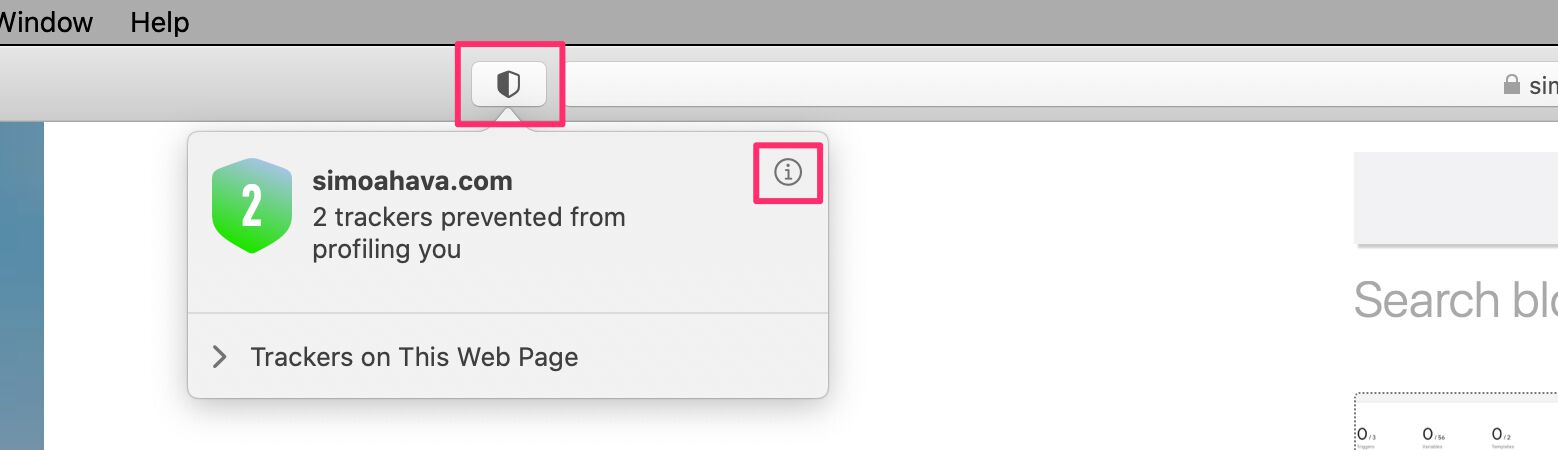 Window Help
sim
2
simoahava.com
2 trackers prevented from
profiling you
Trackers on This Web Page
Search blo
0 / 3
0 / 56
0 / 2